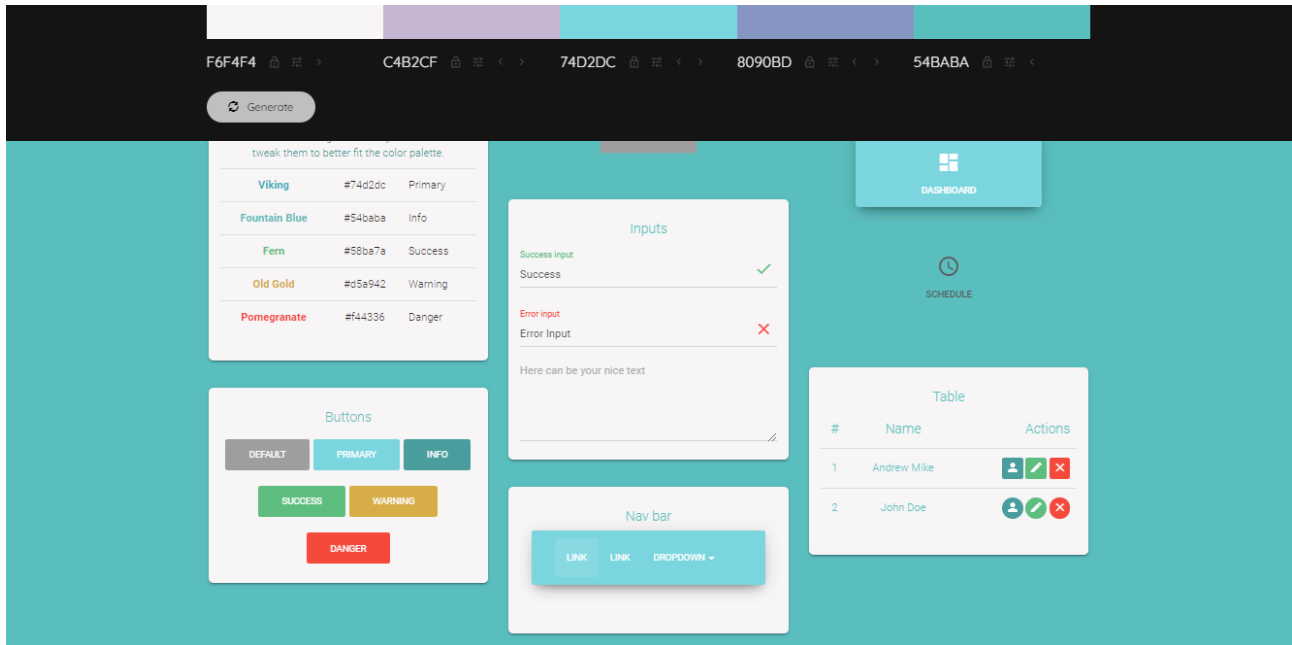 F6F4F4
C4B2CF
74D2DC
8090BD
54BABA
Generate
tweak them to better fit the color palette.
Viking #74d2dc Primary
Fountain Blue #54baba Info
Fern #58ba7a Success
Old Gold #d5a942 Warning
Pomegranate #f44336 Danger
Buttons
DEFAULT PRIMARY INFO
SUCCESS WARNING
DANGER
Inputs
Success input
Success
Error input
Error Input
Here can be your nice text
Nav bar
LINK LINK DROPDOWN
DASHBOARD
SCHEDULE
Table
# Name Actions
1 Andrew Mike
2 John Doe